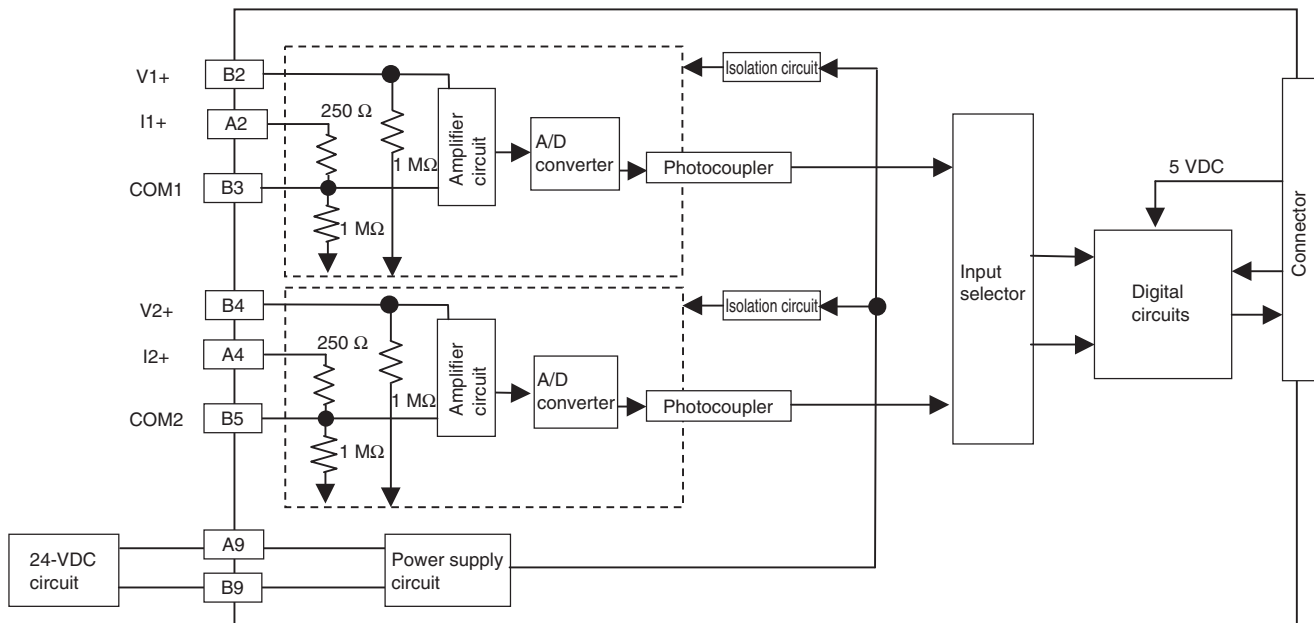 V1+
B2
Isolation circuit
I1+
A2
250 Ω
1 MΩ
Amplifier
circuit
A/D
converter
Photocoupler
COM1
B3
1 MΩ
5 VDC
Connector
V2+
B4
Isolation circuit
Input
selector
Digital
circuits
I2+
A4
250 Ω
1 MΩ
Amplifier
circuit
A/D
converter
Photocoupler
COM2
B5
1 MΩ
24-VDC
circuit
A9
B9
Power supply
circuit